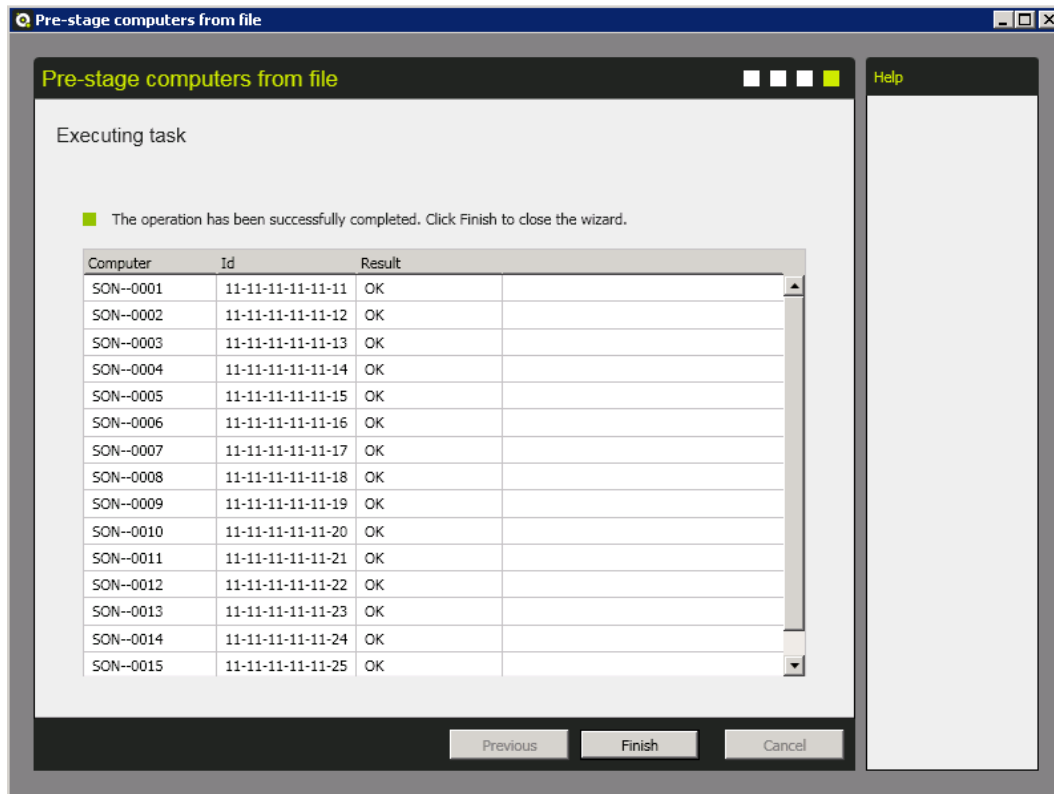 Pre-stage computers from file
Pre-stage computers from file
Help
Executing task
The operation has been successfully completed. Click Finish to close the wizard.
Computer Id Result
SON--0001 11-11-11-11-11-11 OK
SON--0002 11-11-11-11-11-12 OK
SON--0003 11-11-11-11-11-13 OK
SON--0004 11-11-11-11-11-14 OK
SON--0005 11-11-11-11-11-15 OK
SON--0006 11-11-11-11-11-16 OK
SON--0007 11-11-11-11-11-17 OK
SON--0008 11-11-11-11-11-18 OK
SON--0009 11-11-11-11-11-19 OK
SON--0010 11-11-11-11-11-20 OK
SON--0011 11-11-11-11-11-21 OK
SON--0012 11-11-11-11-11-22 OK
SON--0013 11-11-11-11-11-23 OK
SON--0014 11-11-11-11-11-24 OK
SON--0015 11-11-11-11-11-25 OK
Previous Finish Cancel